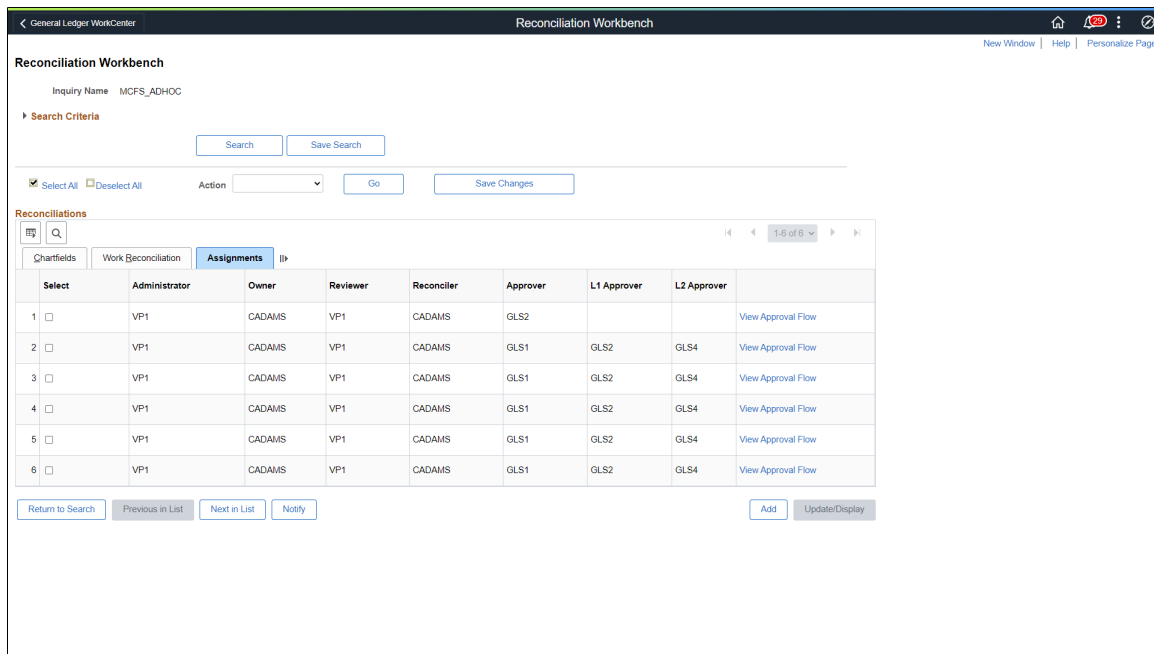 General Ledger WorkCenter
Reconciliation Workbench
29
New Window | Help | Personalize Page
Reconciliation Workbench
Inquiry Name MCFS_ADHOC
Search Criteria
Search Save Search
Select All Deselect All Action Go Save Changes
Reconciliations
1-6 of 6
Chartfields Work Reconciliation Assignments
Select Administrator Owner Reviewer Reconciler Approver L1 Approver L2 Approver
1 VP1 CADAMS VP1 CADAMS GLS2 View Approval Flow
2 VP1 CADAMS VP1 CADAMS GLS1 GLS2 GLS4 View Approval Flow
3 VP1 CADAMS VP1 CADAMS GLS1 GLS2 GLS4 View Approval Flow
4 VP1 CADAMS VP1 CADAMS GLS1 GLS2 GLS4 View Approval Flow
5 VP1 CADAMS VP1 CADAMS GLS1 GLS2 GLS4 View Approval Flow
6 VP1 CADAMS VP1 CADAMS GLS1 GLS2 GLS4 View Approval Flow
Return to Search Previous in List Next in List Notify Add Update/Display